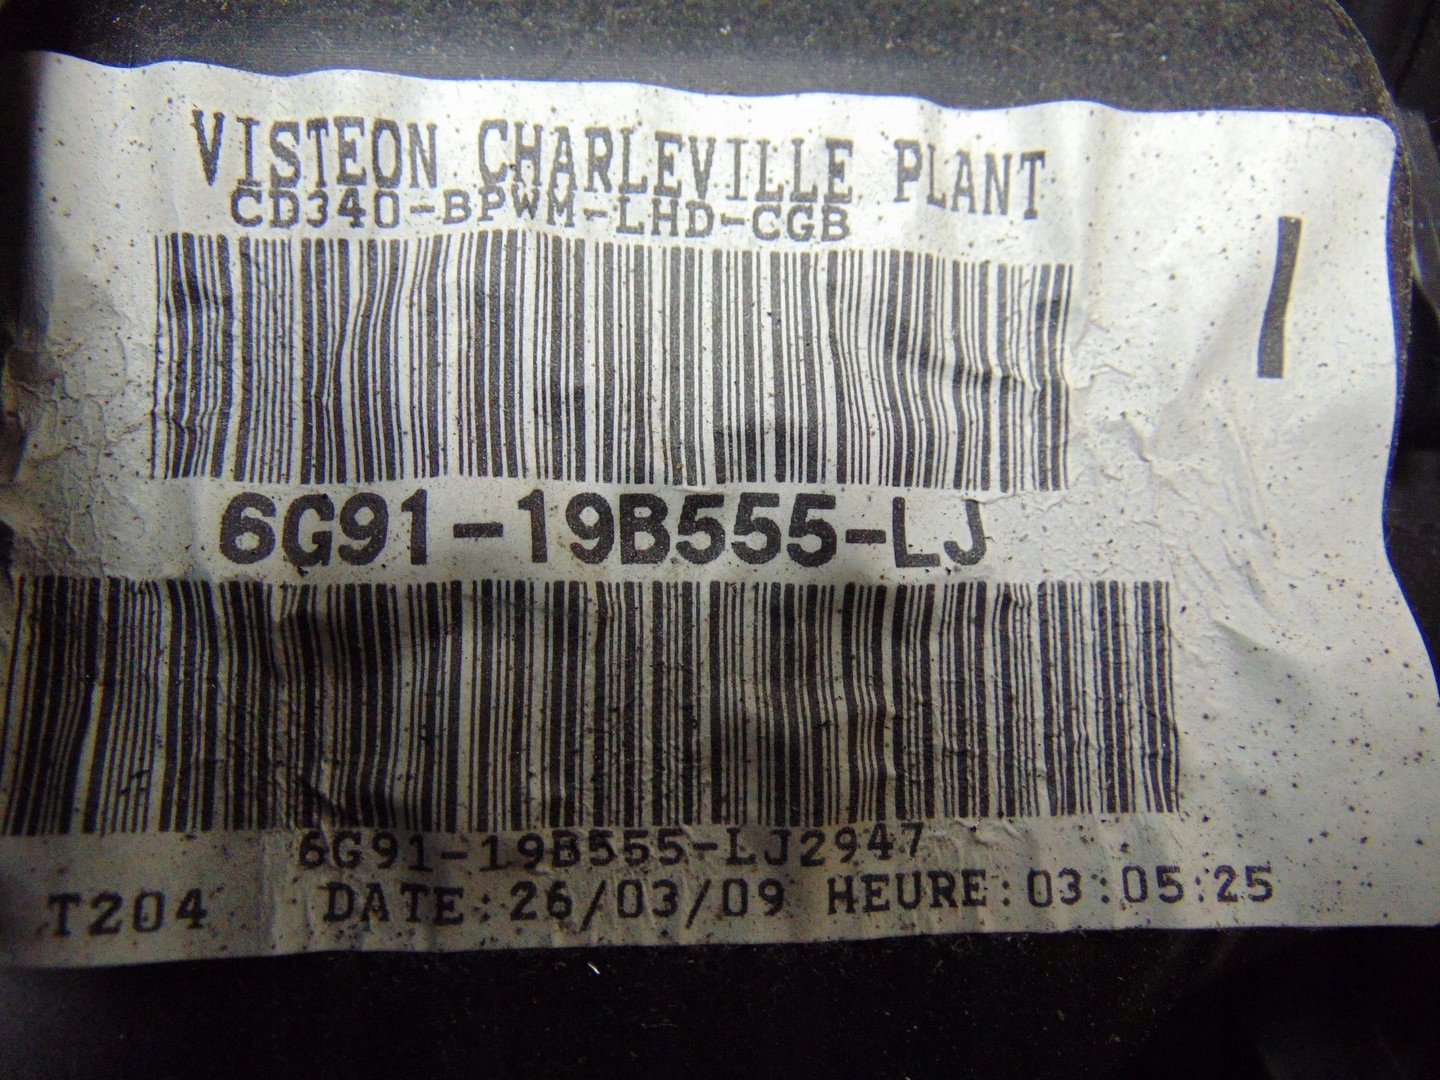 VISTEON CHARLEVILLE PLANT
CD340-BPWM-LHD-CGB
I
6G91-19B555-LJ
6G91-19B555-LJ2947
T204 DATE:26/03/09 HEURE:03:05:25